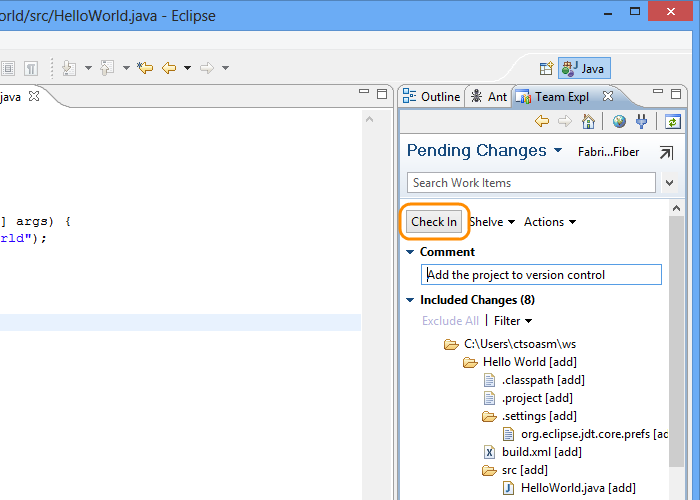 orld/src/HelloWorld.java - Eclipse
Java
java
Outline Ant Team Expl
Pending Changes Fabri...Fiber
Search Work Items
Check In Shelve Actions
] args) {
rld");
Comment
Add the project to version control
Included Changes (8)
Exclude All | Filter
C:\Users\ctsoasm\ws
Hello World [add]
.classpath [add]
.project [add]
.settings [add]
org.eclipse.jdt.core.prefs [ad
build.xml [add]
src [add]
HelloWorld.java [add]